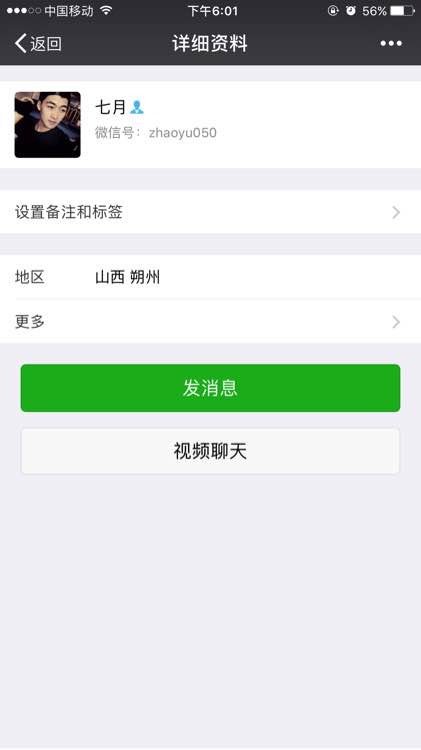 中国移动 下午6:01 56%
返回 详细资料
七月
微信号: zhaoyu050
设置备注和标签
地区 山西 朔州
更多
发消息
视频聊天